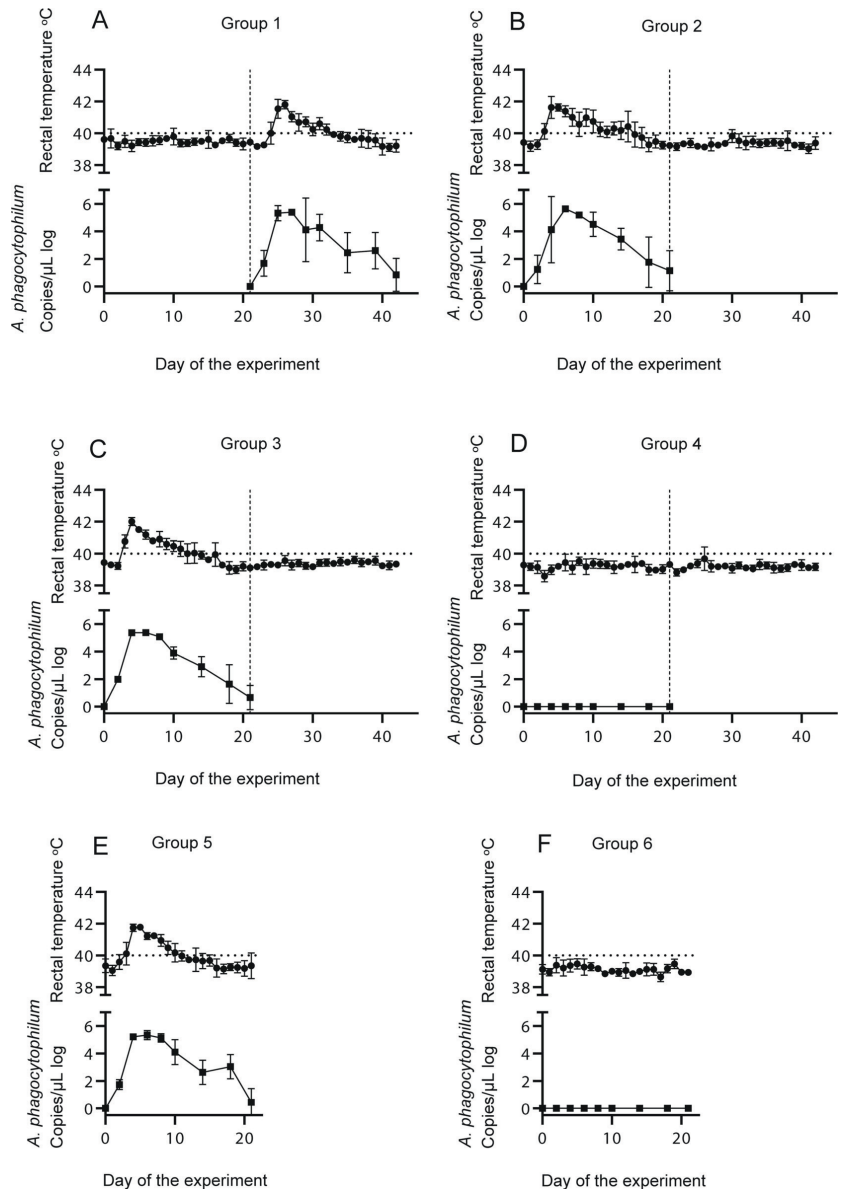 A
Group 1
Rectal temperature ºC
44
42
40
38
A. phagocytophilum
Copies/µL log
6
4
2
0
0 10 20 30 40
Day of the experiment
B
Group 2
Rectal temperature ºC
44
42
40
38
A. phagocytophilum
Copies/µL log
6
4
2
0
0 10 20 30 40
Day of the experiment
C
Group 3
Rectal temperature ºC
44
42
40
38
A. phagocytophilum
Copies/µL log
6
4
2
0
0 10 20 30 40
Day of the experiment
D
Group 4
Rectal temperature ºC
44
42
40
38
A. phagocytophilum
Copies/µL log
6
4
2
0
0 10 20 30 40
Day of the experiment
E
Group 5
Rectal temperature ºC
44
42
40
38
A. phagocytophilum
Copies/µL log
6
4
2
0
0 10 20
Day of the experiment
F
Group 6
Rectal temperature ºC
44
42
40
38
A. phagocytophilum
Copies/µL log
6
4
2
0
0 10 20
Day of the experiment